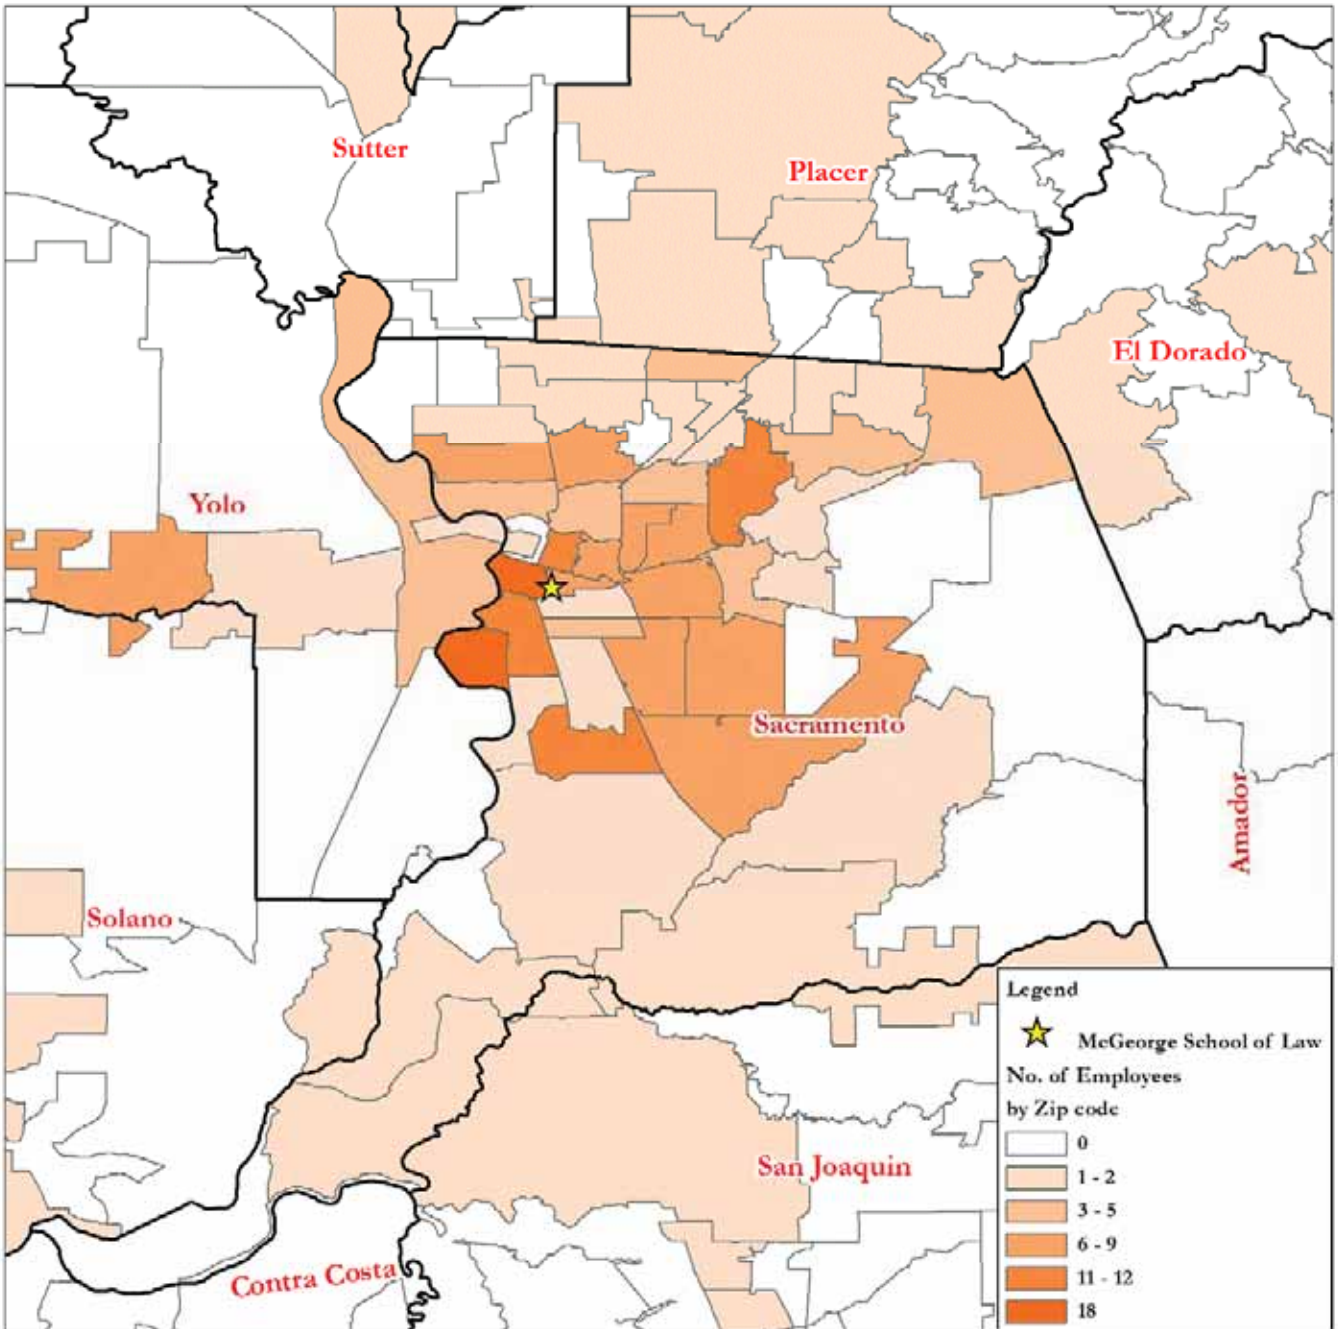 Sutter
Placer
El Dorado
Yolo
Sacramento
Amador
Solano
San Joaquin
Contra Costa
Legend
McGeorge School of Law
No. of Employees
by Zip code
0
1 - 2
3 - 5
6 - 9
11 - 12
18